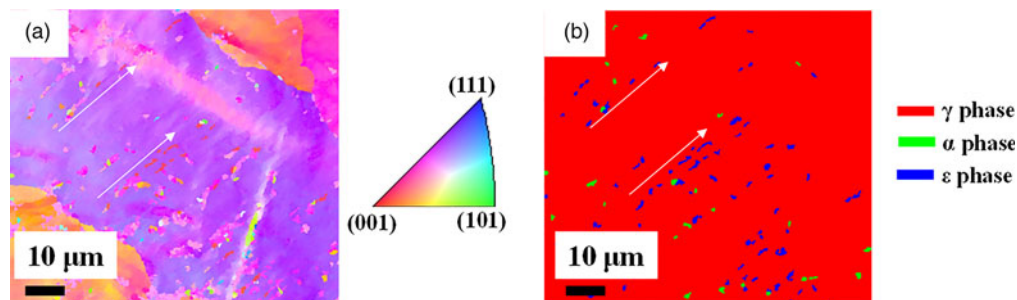 (a)
10 μm
(111)
(001)
(101)
(b)
10 μm
γ phase
α phase
ε phase